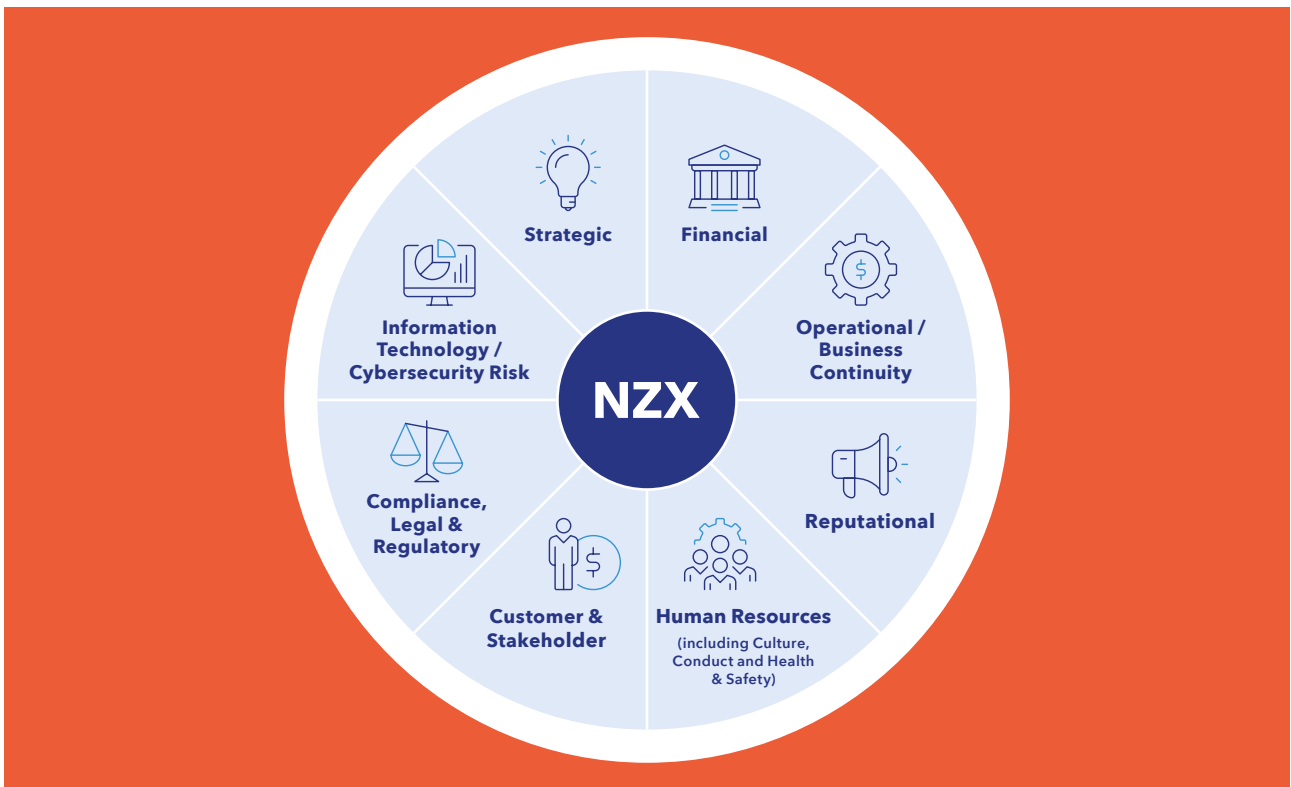 Strategic
Financial
Operational /
Business
Continuity
Reputational
Human Resources
(including Culture,
Conduct and Health
& Safety)
Customer &
Stakeholder
Compliance,
Legal &
Regulatory
Information
Technology /
Cybersecurity Risk
NZX
$
$